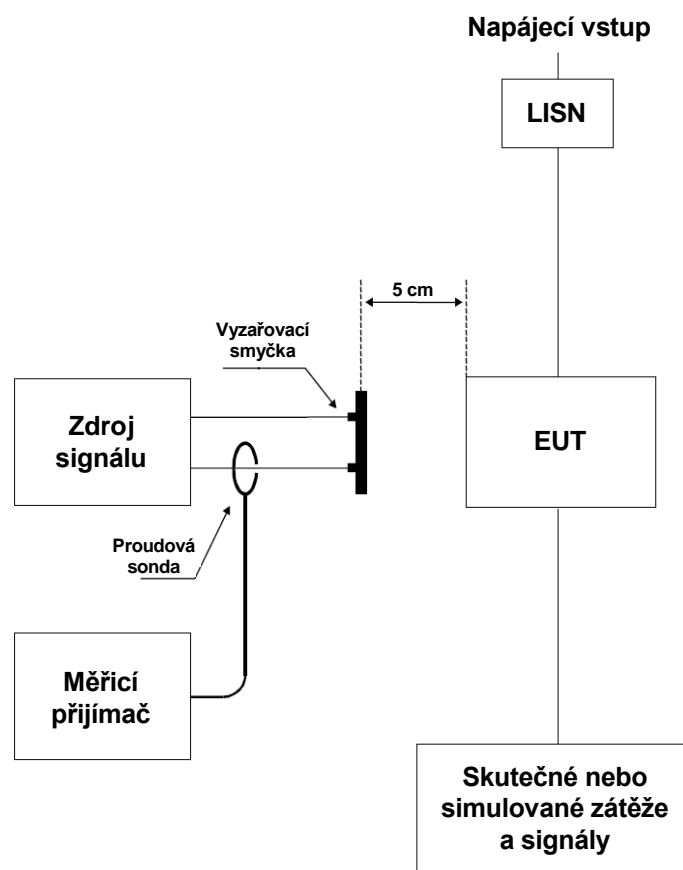 Napájecí vstup
LISN
5 cm
Vyzařovací
smyčka
Zdroj
signálu
EUT
Proudová
sonda
Měřicí
přijímač
Skutečné nebo
simulované zátěže
a signály